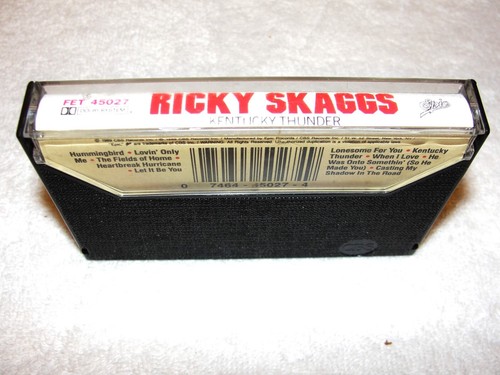 FET 45027
RICKY SKAGGS
KENTUCKY THUNDER
Epic
Hummingbird • Lovin' Only
Me • The Fields of Home •
Heartbreak Hurricane
• Let It Be You
0 7464-45027-4
Lonesome For You • Kentucky
Thunder • When I Love • He
Was Onto Somethin' (So He
Made You) • Casting My
Shadow In The Road